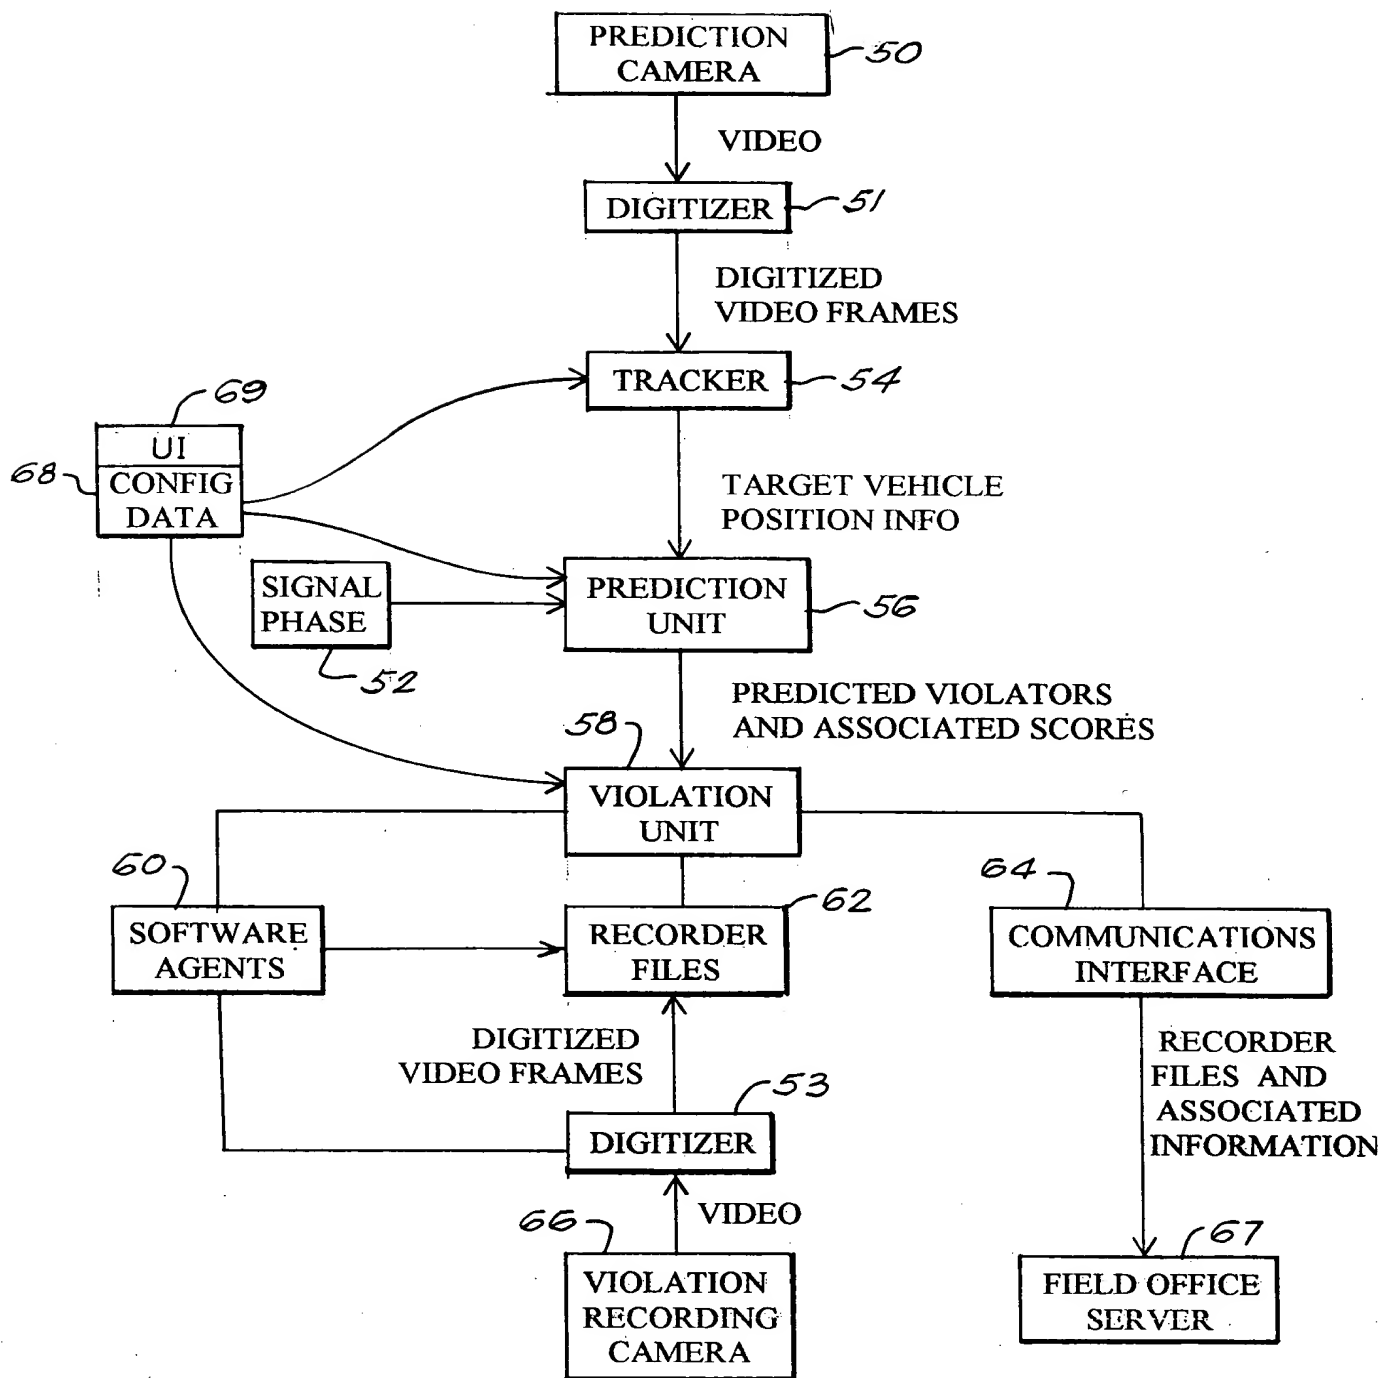 PREDICTION
CAMERA
50
VIDEO
DIGITIZER
51
DIGITIZED
VIDEO FRAMES
TRACKER
54
69
UI
68
CONFIG
DATA
TARGET VEHICLE
POSITION INFO
SIGNAL
PHASE
52
PREDICTION
UNIT
56
PREDICTED VIOLATORS
AND ASSOCIATED SCORES
58
VIOLATION
UNIT
60
SOFTWARE
AGENTS
62
RECORDER
FILES
64
COMMUNICATIONS
INTERFACE
DIGITIZED
VIDEO FRAMES
RECORDER
FILES AND
ASSOCIATED
INFORMATION
53
DIGITIZER
VIDEO
66
VIOLATION
RECORDING
CAMERA
67
FIELD OFFICE
SERVER